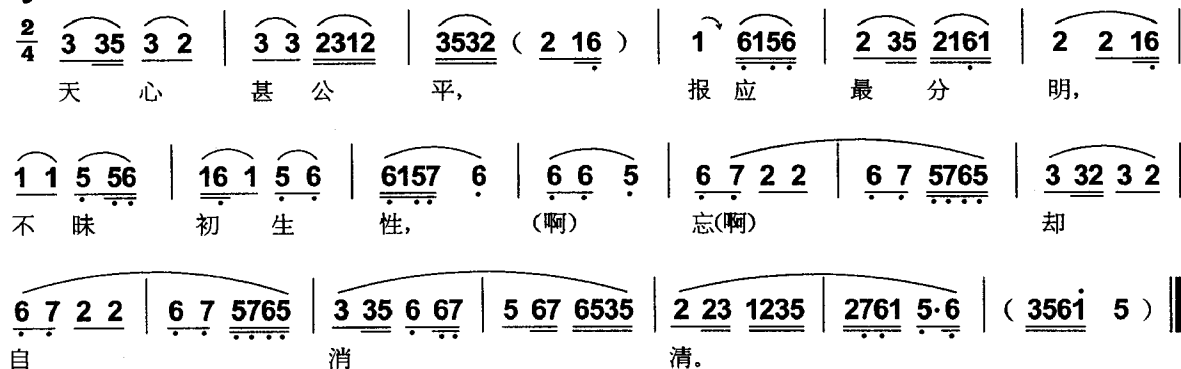 2/4 3 35 3 2 | 3 3 2312 | 3532 ( 2 16 ) | 1 6156 | 2 35 2161 | 2 2 16 |
天 心 甚 公 平, 报 应 最 分 明,
1 1 5 56 | 16 1 5 6 | 6157 6 | 6 6 5 | 6 7 2 2 | 6 7 5765 | 3 32 3 2 |
不 昧 初 生 性, (啊) 忘(啊) 却
6 7 2 2 | 6 7 5765 | 3 35 6 67 | 5 67 6535 | 2 23 1235 | 2761 5·6 | ( 3561 5 ) ‖
自 消 清。